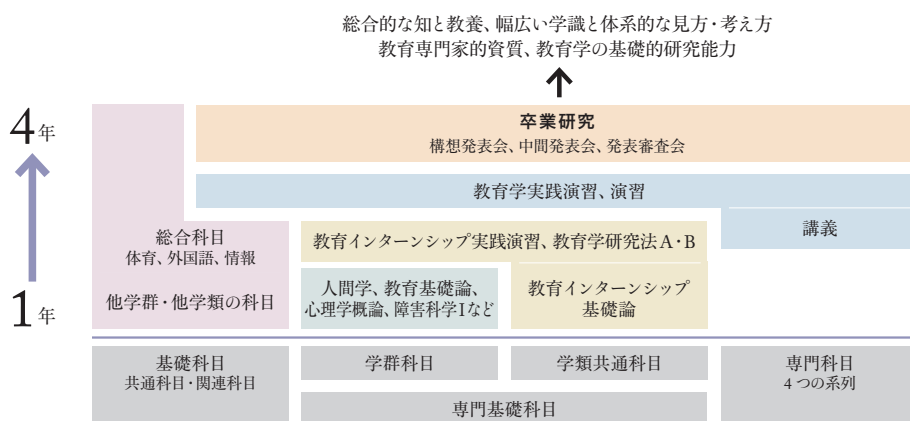 総合的な知と教養、幅広い学識と体系的な見方・考え方
教育専門家的資質、教育学の基礎的研究能力
4年
卒業研究
構想発表会、中間発表会、発表審査会
教育学実践演習、演習
講義
総合科目
体育、外国語、情報
他学群・他学類の科目
教育インターンシップ実践演習、教育学研究法A・B
人間学、教育基礎論、
心理学概論、障害科学Iなど
教育インターンシップ
基礎論
1年
基礎科目
共通科目・関連科目
学群科目
学類共通科目
専門基礎科目
専門科目
4つの系列